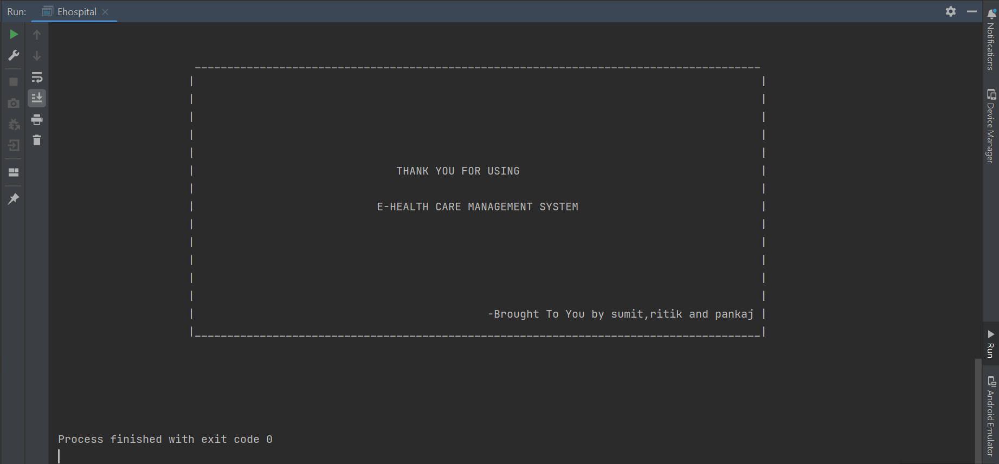 Run: Ehospital
THANK YOU FOR USING
E-HEALTH CARE MANAGEMENT SYSTEM
-Brought To You by sumit,ritik and pankaj
Process finished with exit code 0
Notifications
Device Manager
Run
Android Emulator